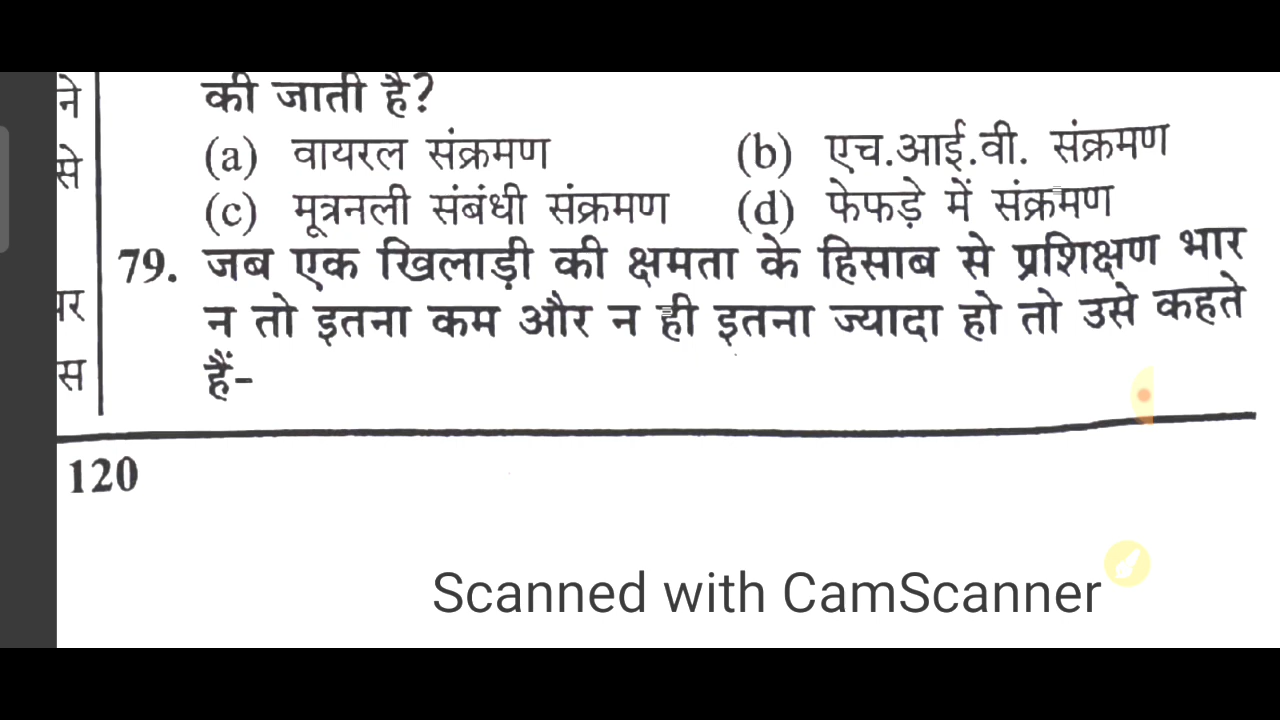 ने
से
पर
स
की जाती है?
(a) वायरल संक्रमण (b) एच.आई.वी. संक्रमण
(c) मूत्रनली संबंधी संक्रमण (d) फेफड़े में संक्रमण
79. जब एक खिलाड़ी की क्षमता के हिसाब से प्रशिक्षण भार
न तो इतना कम और न ही इतना ज्यादा हो तो उसे कहते
हैं-
120
Scanned with CamScanner